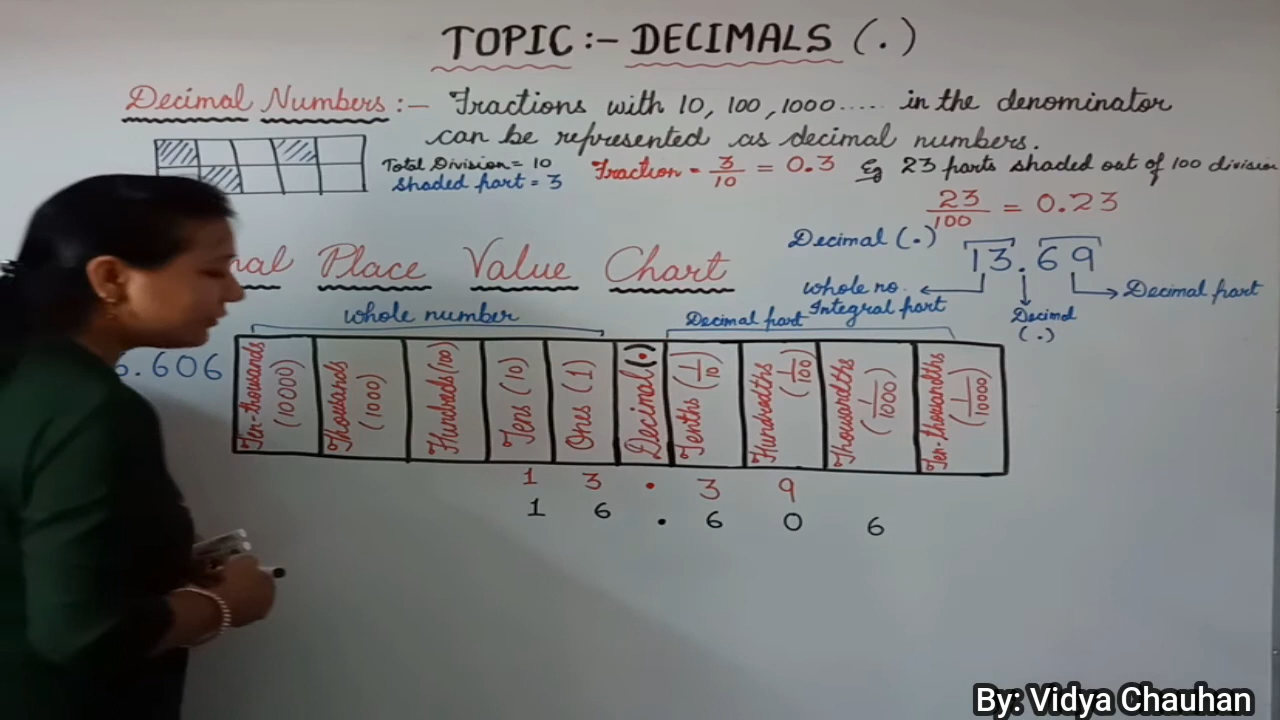 TOPIC :- DECIMALS (.)
Decimal Numbers :- Fractions with 10, 100, 1000..... in the denominator
can be represented as decimal numbers.
Total Division = 10
Shaded part = 3
Fraction = 3/10 = 0.3
Eg 23 parts shaded out of 100 division
23/100 = 0.23
Place Value Chart
Decimal (.)
13.69
whole no.
Integral part
Decimal
(.)
Decimal part
whole number
Decimal part
.606
Ten-thousands (10000)
Thousands (1000)
Hundreds (100)
Tens (10)
Ones (1)
Decimal (.)
Tenths (1/10)
Hundredths (1/100)
Thousandths (1/1000)
Ten-thousandths (1/10000)
1 3 . 3 9
1 6 . 6 0 6
By: Vidya Chauhan